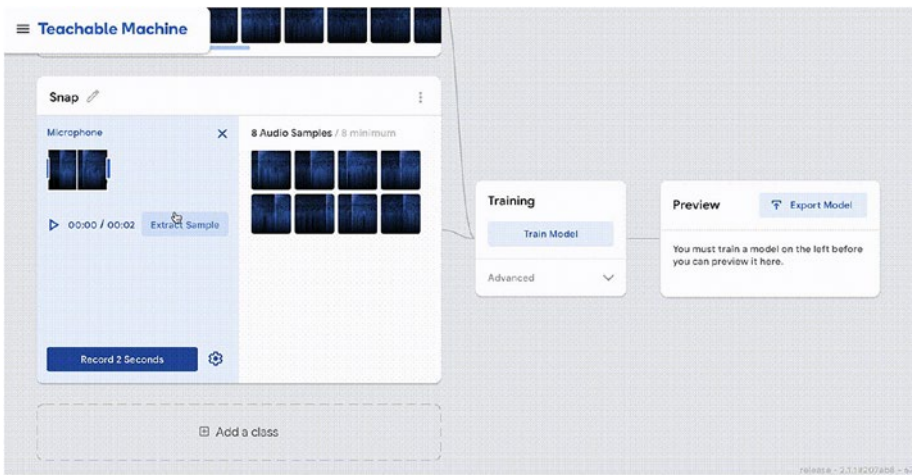 Teachable Machine
Snap
Microphone
8 Audio Samples / 8 minimum
00:00 / 00:02
Extract Sample
Record 2 Seconds
Add a class
Training
Train Model
Advanced
Preview
Export Model
You must train a model on the left before
you can preview it here.